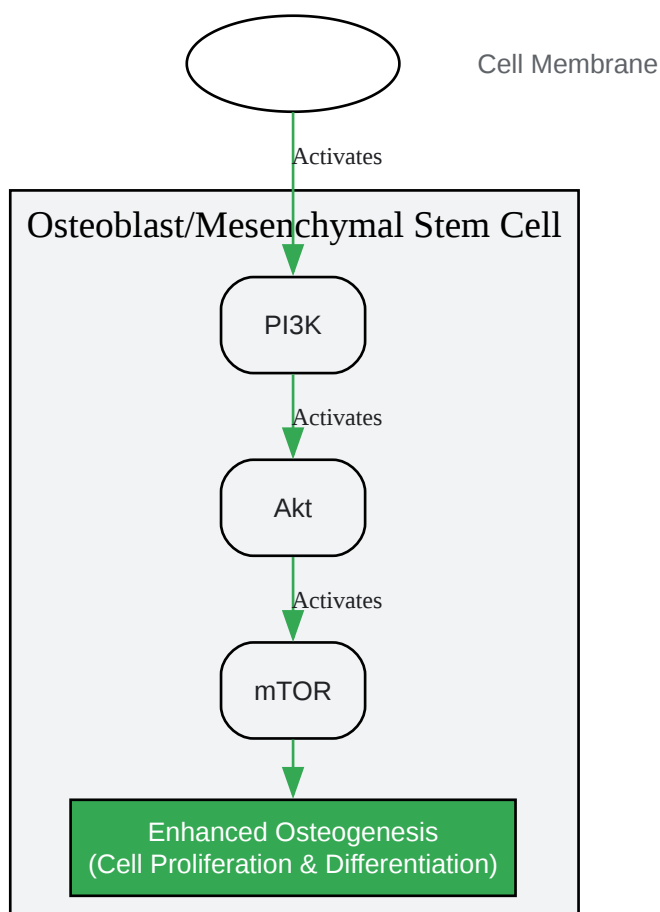 Cell Membrane
Activates
Osteoblast/Mesenchymal Stem Cell
PI3K
Activates
Akt
Activates
mTOR
Enhanced Osteogenesis
(Cell Proliferation & Differentiation)